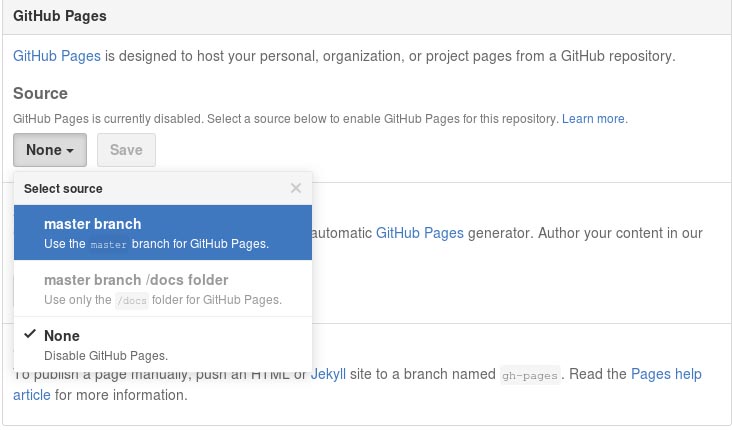 GitHub Pages
GitHub Pages is designed to host your personal, organization, or project pages from a GitHub repository.
Source
GitHub Pages is currently disabled. Select a source below to enable GitHub Pages for this repository. Learn more.
None Save
Select source
master branch
Use the master branch for GitHub Pages.
automatic GitHub Pages generator. Author your content in our
master branch /docs folder
Use only the /docs folder for GitHub Pages.
None
Disable GitHub Pages.
To publish a page manually, push an HTML or Jekyll site to a branch named gh-pages. Read the Pages help
article for more information.